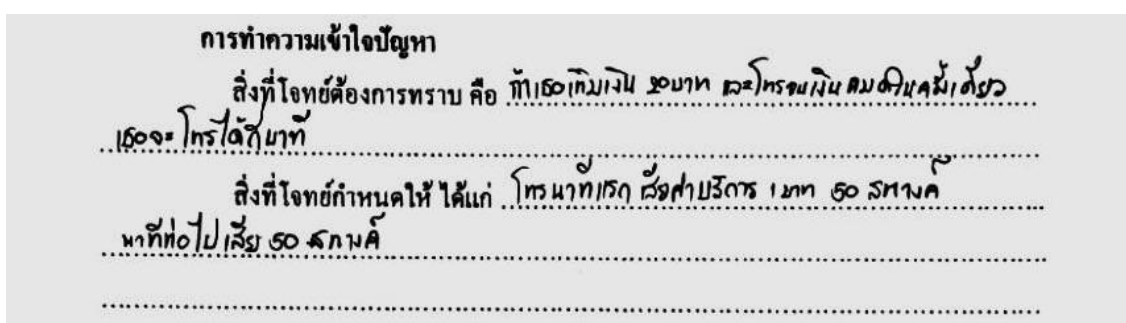 การทำความเข้าใจปัญหา
สิ่งที่โจทย์ต้องการทราบ คือ ถ้าเธอเติมเงิน 20บาท และโทรจนเงินหมดในครั้งเดียว
เธอจะโทรได้กี่นาที
สิ่งที่โจทย์กำหนดให้ ได้แก่ โทรนาทีแรก เสียค่าบริการ 1 บาท 50 สตางค์
นาทีต่อไปเสีย 50 สตางค์